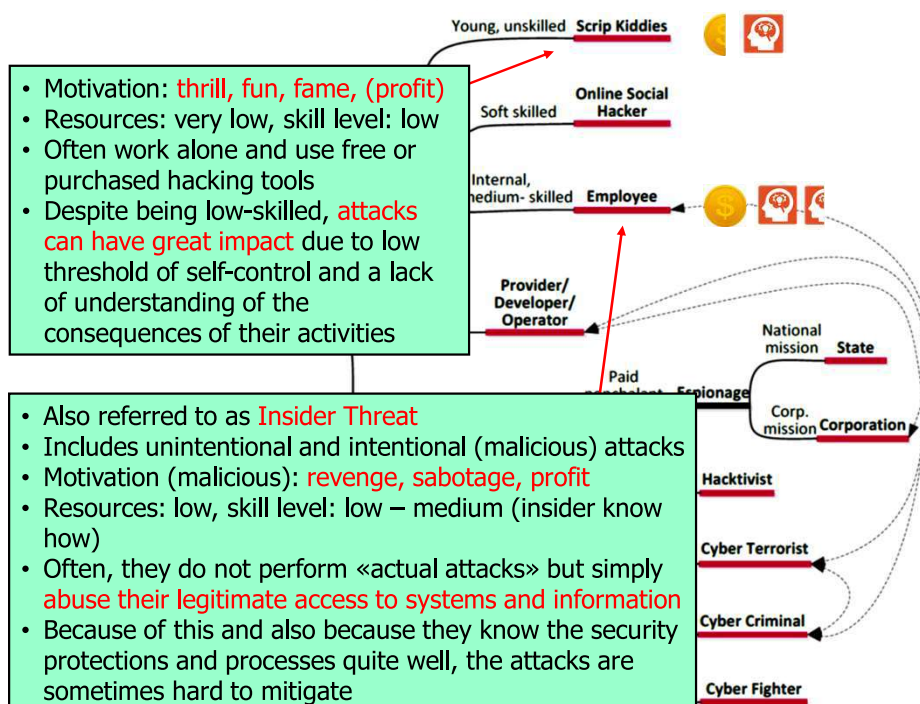 Young, unskilled Scrip Kiddies
• Motivation: thrill, fun, fame, (profit)
• Resources: very low, skill level: low
• Often work alone and use free or
purchased hacking tools
• Despite being low-skilled, attacks
can have great impact due to low
threshold of self-control and a lack
of understanding of the
consequences of their activities
Soft skilled
Online Social
Hacker
Internal,
medium- skilled
Employee
Provider/
Developer/
Operator
National
mission
State
Paid
Espionage
Corp.
mission
Corporation
• Also referred to as Insider Threat
• Includes unintentional and intentional (malicious) attacks
• Motivation (malicious): revenge, sabotage, profit
• Resources: low, skill level: low – medium (insider know
how)
• Often, they do not perform «actual attacks» but simply
abuse their legitimate access to systems and information
• Because of this and also because they know the security
protections and processes quite well, the attacks are
sometimes hard to mitigate
Hacktivist
Cyber Terrorist
Cyber Criminal
Cyber Fighter